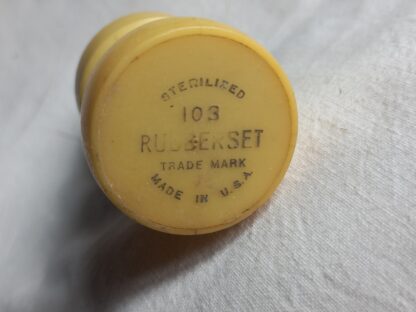 STERILIZED
103
RUBBERSET
TRADE MARK
MADE IN U.S.A.